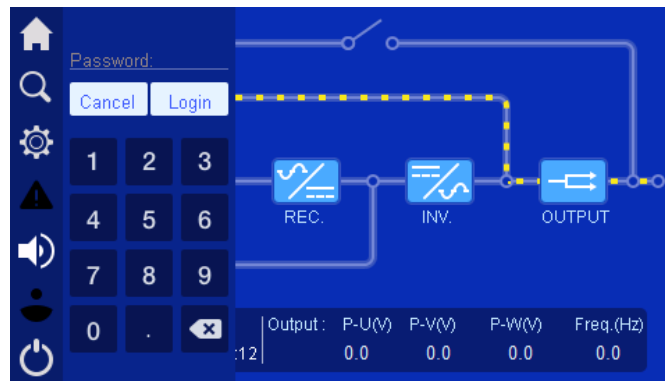 Password:
Cancel Login
1 2 3
4 5 6
7 8 9
0 .
REC. INV. OUTPUT
Output : P-U(V) P-V(V) P-W(V) Freq.(Hz)
:12 0.0 0.0 0.0 0.0